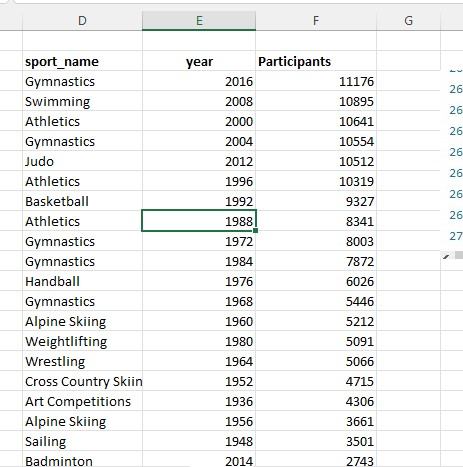 D E F G
sport_name year Participants
Gymnastics 2016 11176
Swimming 2008 10895 26
Athletics 2000 10641 26
Gymnastics 2004 10554 26
Judo 2012 10512 26
Athletics 1996 10319 26
Basketball 1992 9327 26
Athletics 1988 8341 26
Gymnastics 1972 8003 27
Gymnastics 1984 7872
Handball 1976 6026
Gymnastics 1968 5446
Alpine Skiing 1960 5212
Weightlifting 1980 5091
Wrestling 1964 5066
Cross Country Skiin 1952 4715
Art Competitions 1936 4306
Alpine Skiing 1956 3661
Sailing 1948 3501
Badminton 2014 2743